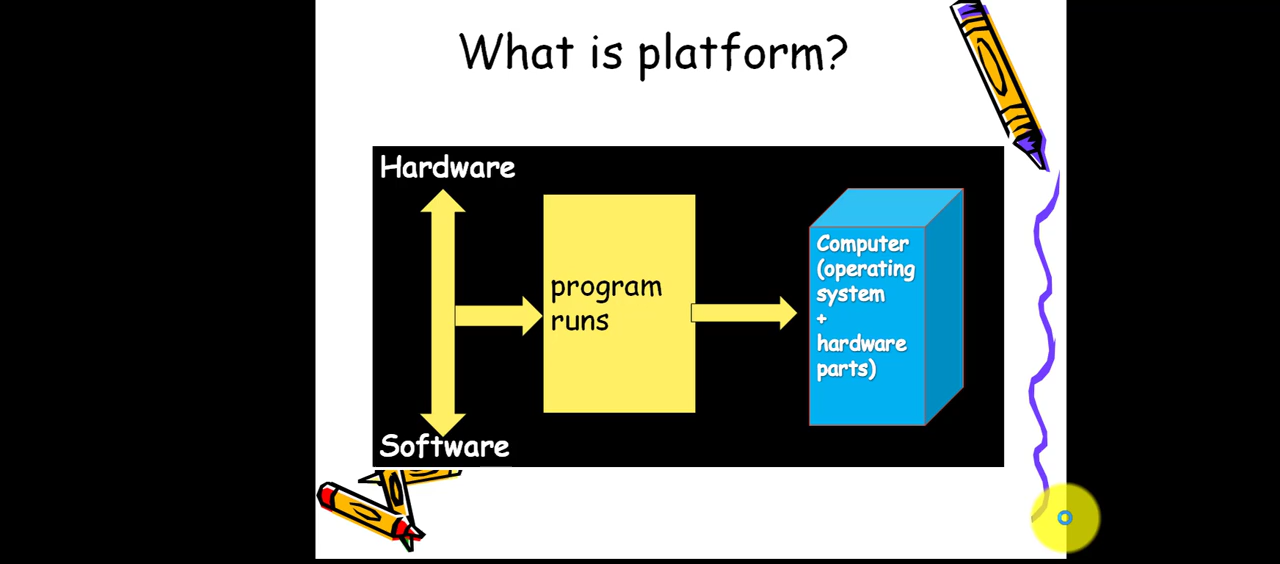 What is platform?
Hardware
program
runs
Computer
(operating
system
+
hardware
parts)
Software